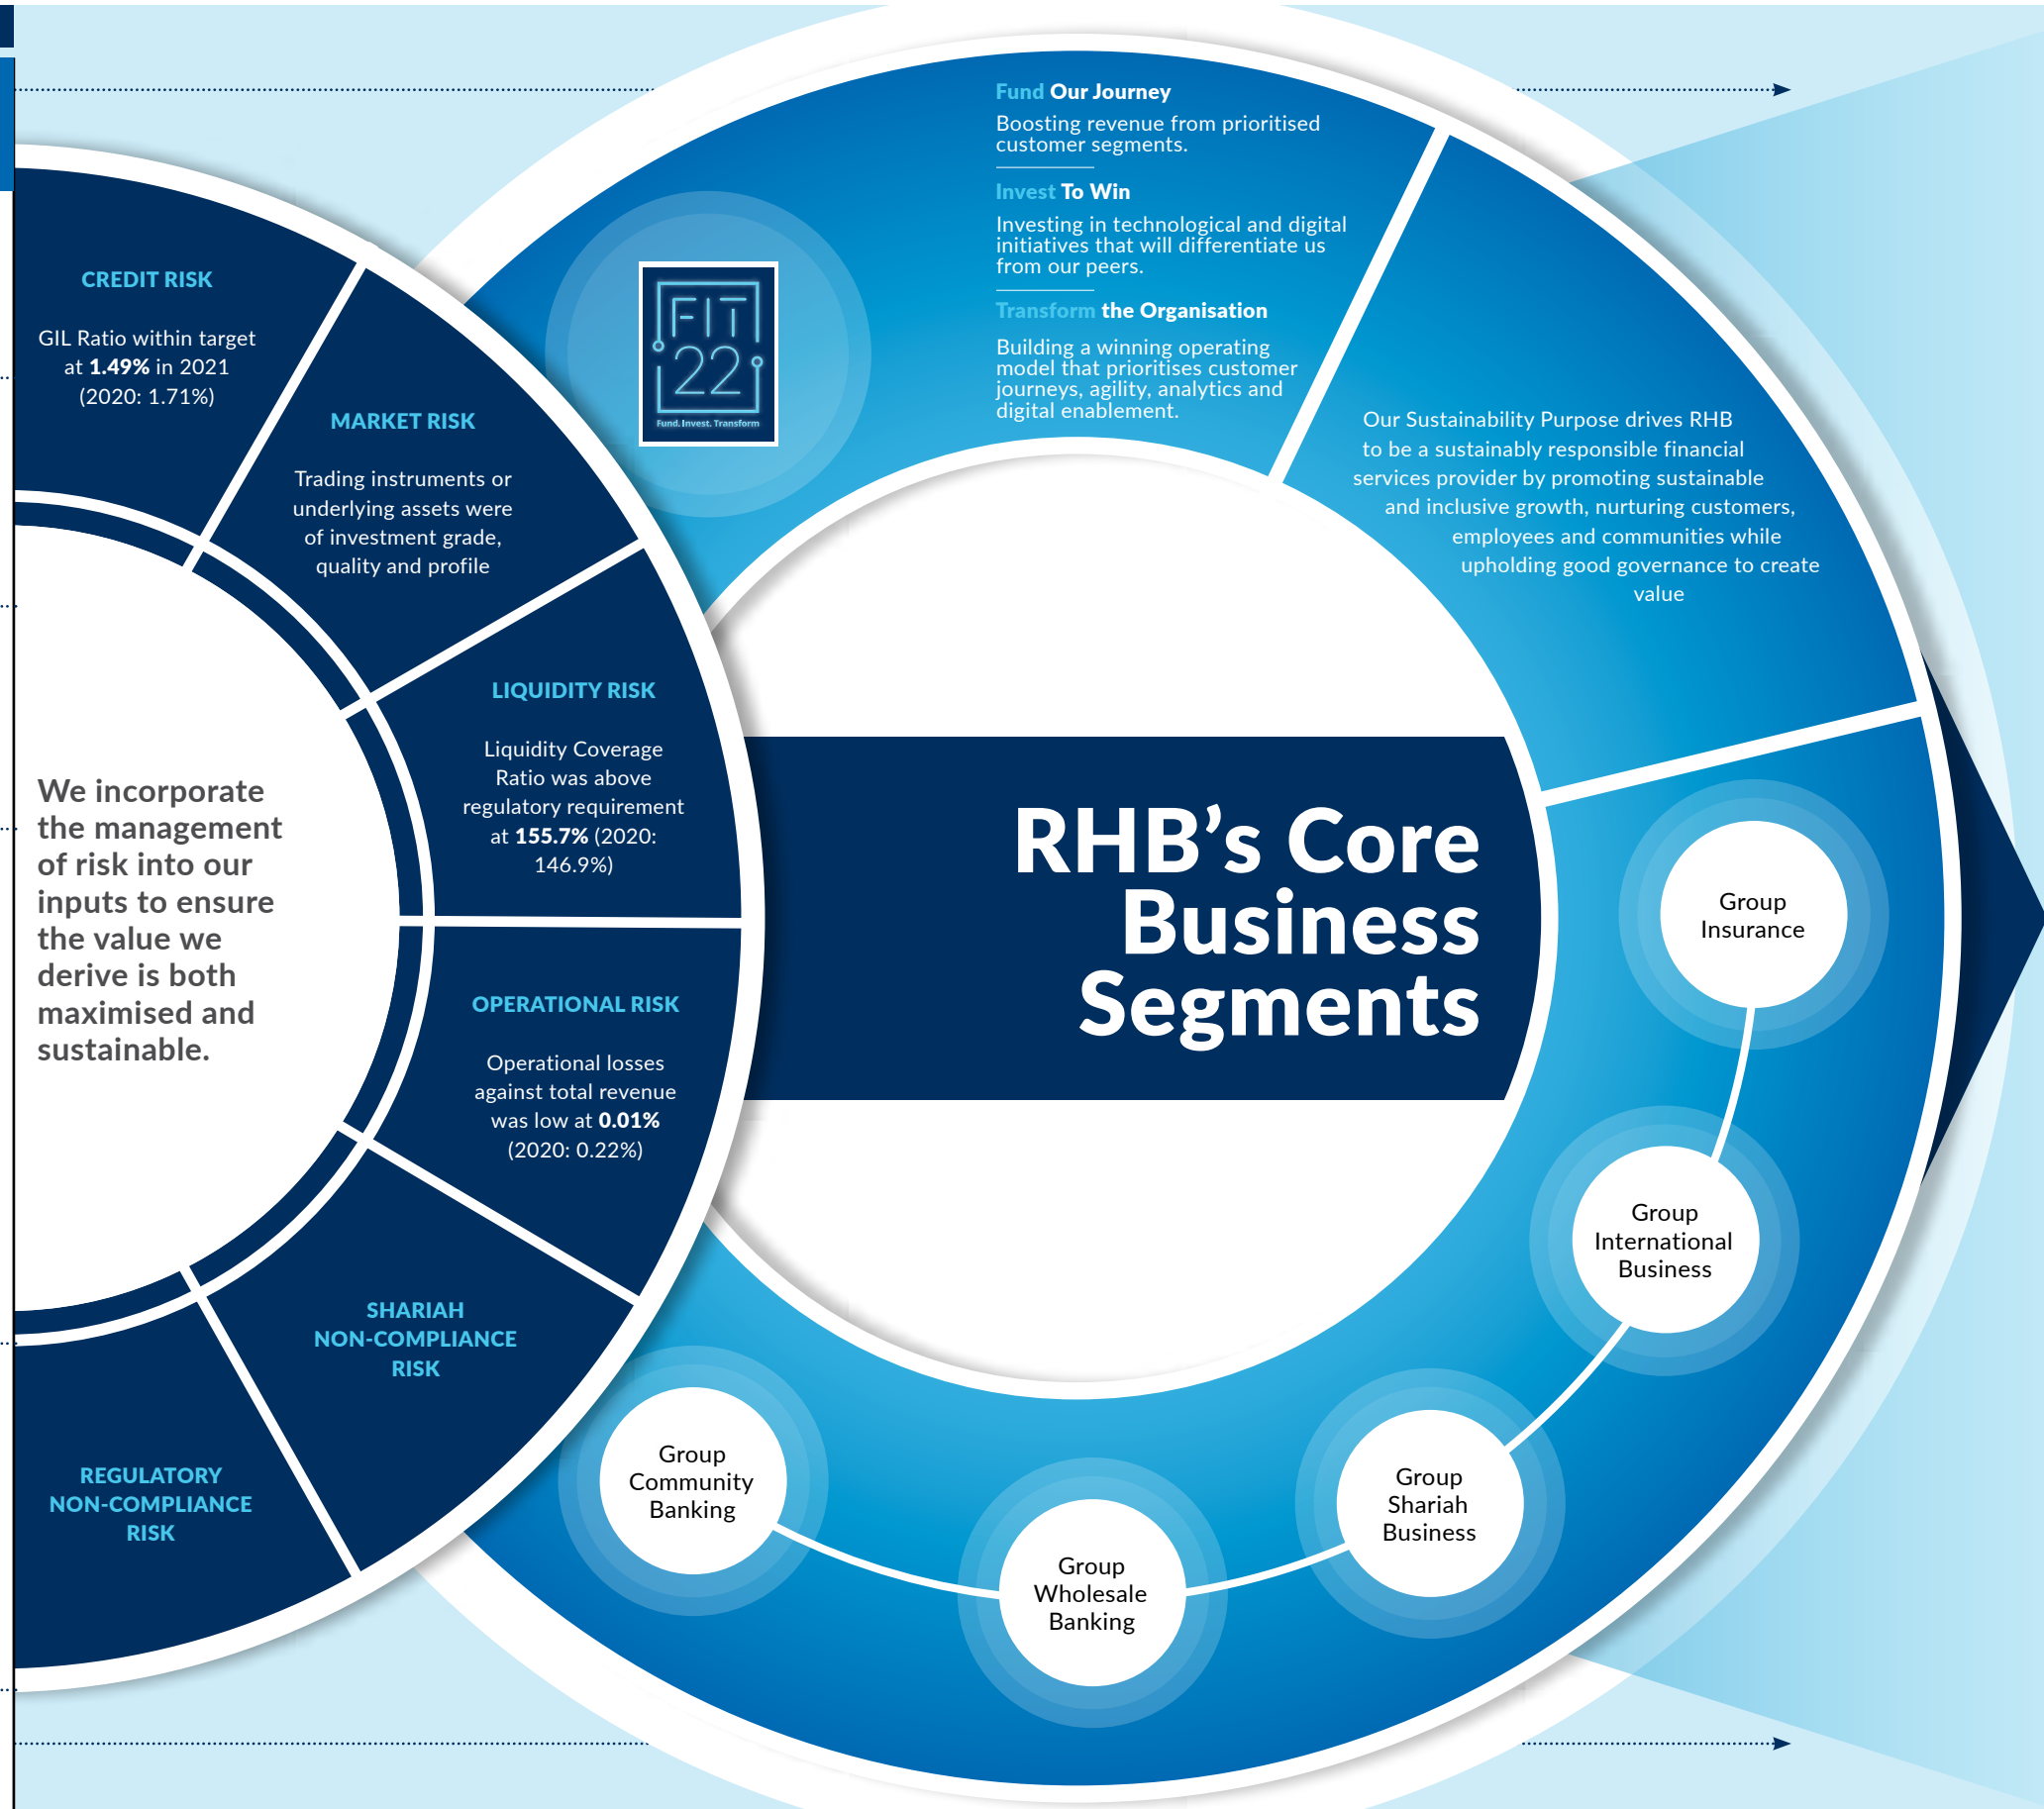 CREDIT RISK
GIL Ratio within target
at 1.49% in 2021
(2020: 1.71%)
MARKET RISK
Trading instruments or
underlying assets were
of investment grade,
quality and profile
LIQUIDITY RISK
Liquidity Coverage
Ratio was above
regulatory requirement
at 155.7% (2020:
146.9%)
OPERATIONAL RISK
Operational losses
against total revenue
was low at 0.01%
(2020: 0.22%)
SHARIAH
NON-COMPLIANCE
RISK
REGULATORY
NON-COMPLIANCE
RISK
We incorporate
the management
of risk into our
inputs to ensure
the value we
derive is both
maximised and
sustainable.
FIT
22
Fund. Invest. Transform
Fund Our Journey
Boosting revenue from prioritised
customer segments.
Invest To Win
Investing in technological and digital
initiatives that will differentiate us
from our peers.
Transform the Organisation
Building a winning operating
model that prioritises customer
journeys, agility, analytics and
digital enablement.
Our Sustainability Purpose drives RHB
to be a sustainably responsible financial
services provider by promoting sustainable
and inclusive growth, nurturing customers,
employees and communities while
upholding good governance to create
value
RHB’s Core
Business
Segments
Group
Insurance
Group
International
Business
Group
Shariah
Business
Group
Wholesale
Banking
Group
Community
Banking